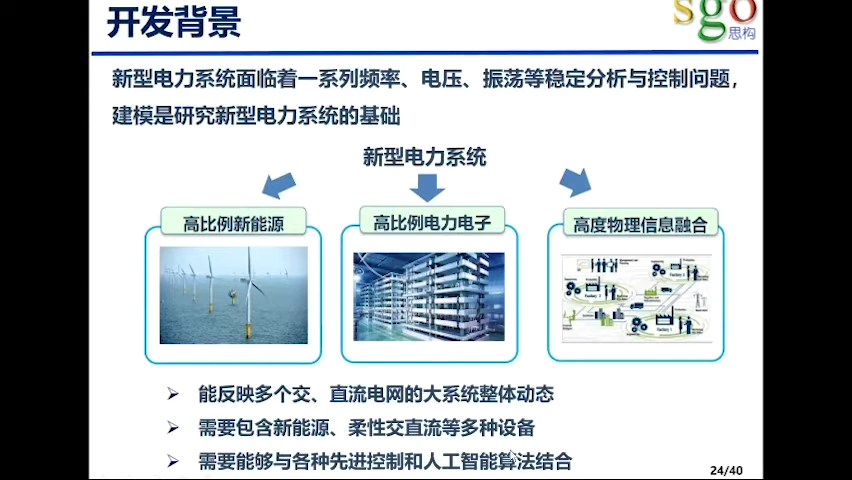 开发背景
sgo
思构
新型电力系统面临着一系列频率、电压、振荡等稳定分析与控制问题，
建模是研究新型电力系统的基础
新型电力系统
高比例新能源
高比例电力电子
高度物理信息融合
Factory 2
Factory 3
Factory 1
能反映多个交、直流电网的大系统整体动态
需要包含新能源、柔性交直流等多种设备
需要能够与各种先进控制和人工智能算法结合
24/40